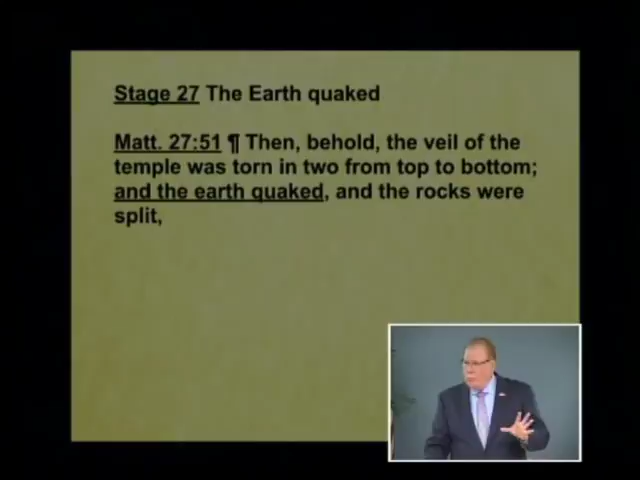 Stage 27 The Earth quaked
Matt. 27:51 ¶ Then, behold, the veil of the
temple was torn in two from top to bottom;
and the earth quaked, and the rocks were
split,